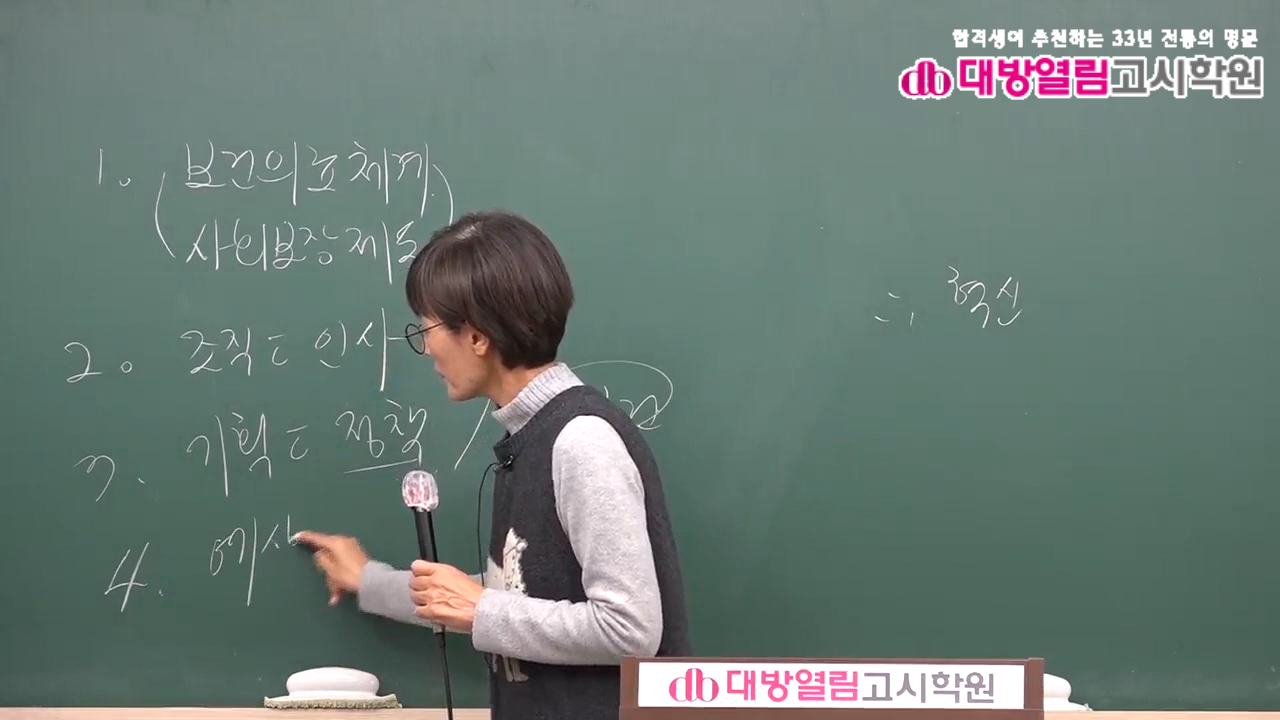 합격생이 추천하는 33년 전통의 명문
대방열림고시학원
1. 보건의료체계
(사회보장제도)
2. 조직 인사
3. 기획 정책
4. 예산
∴ 혁신
대방열림고시학원